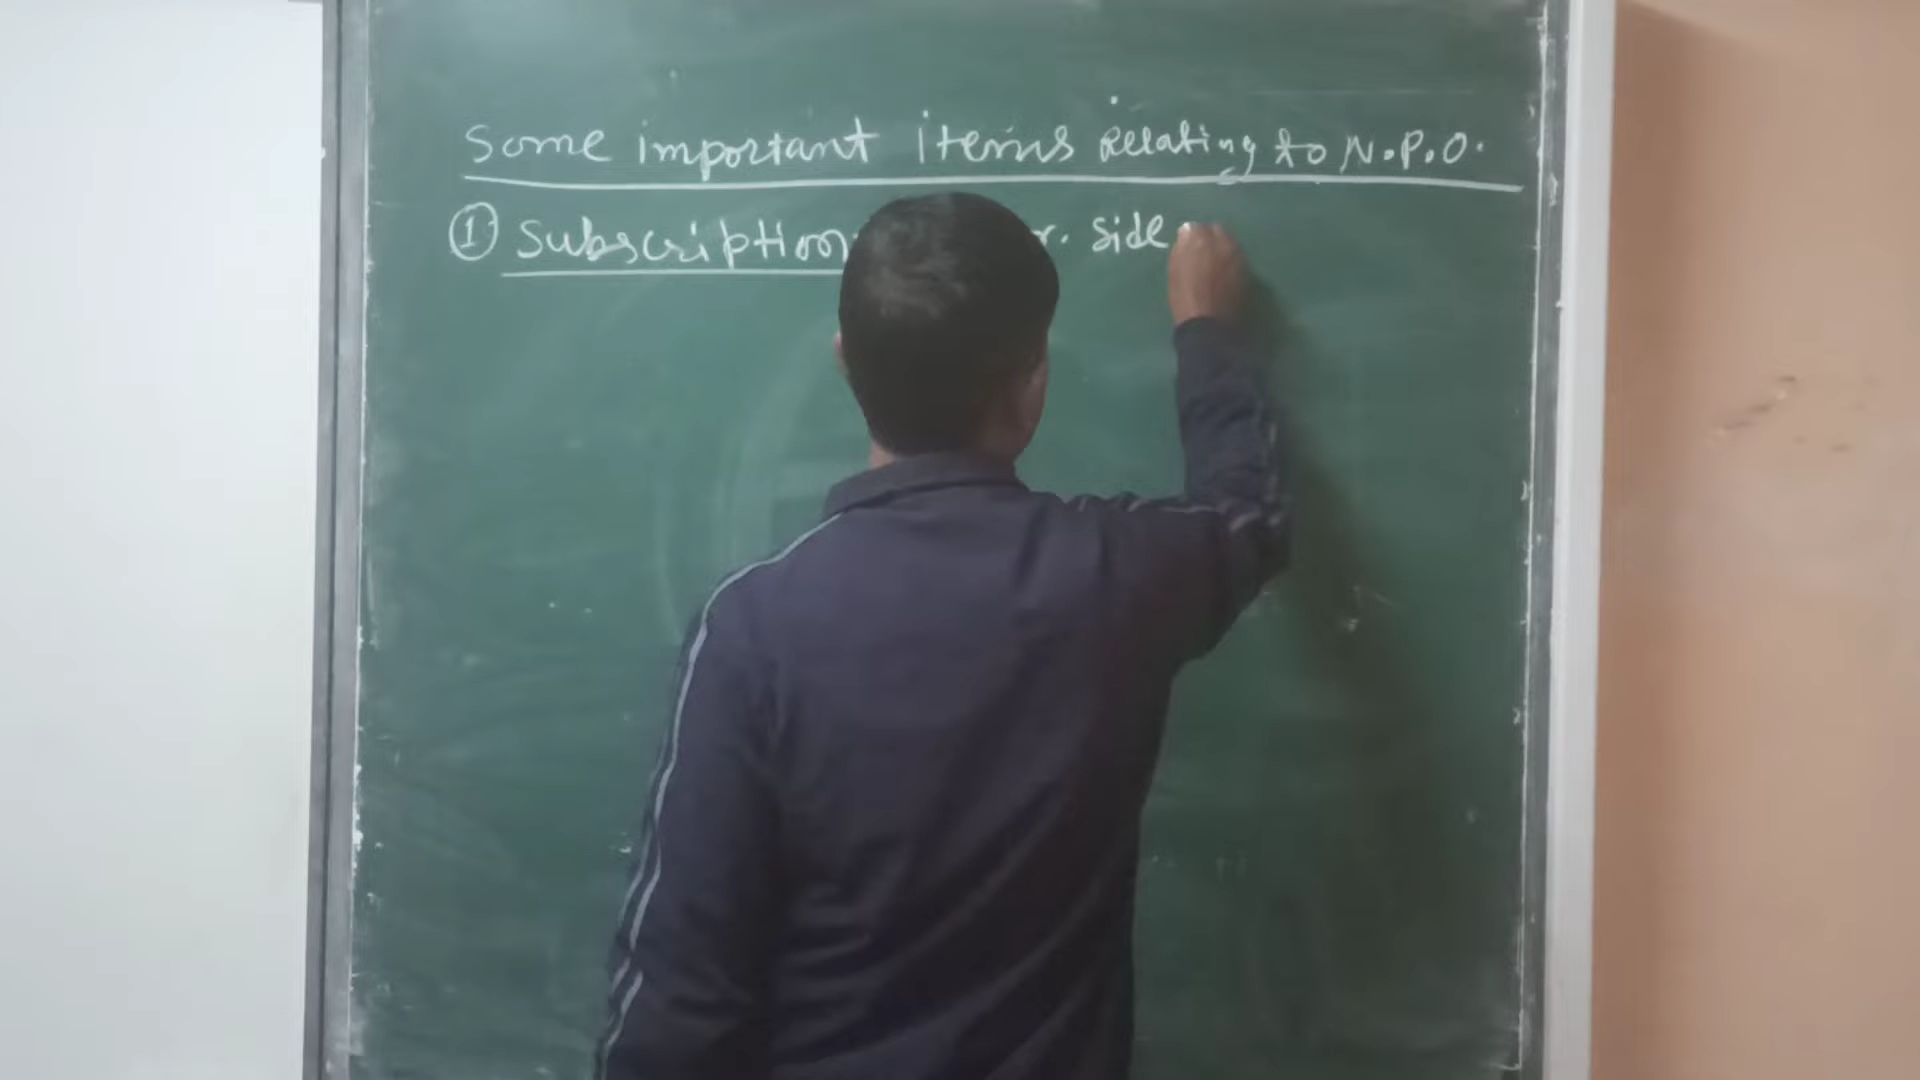 Some important items Relating to N.P.O.
① Subscription r. side